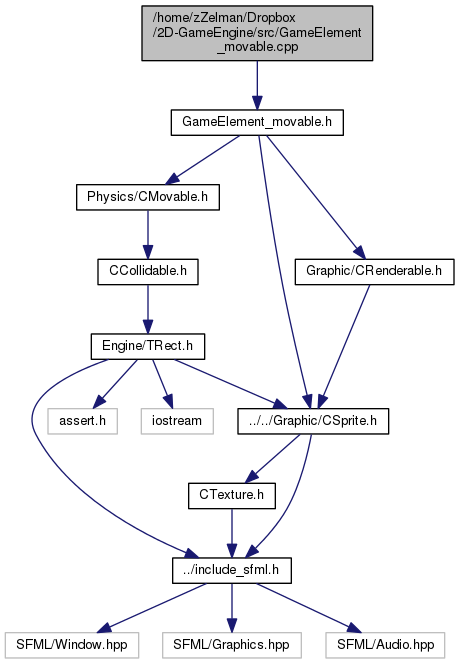 /home/zZelman/Dropbox
/2D-GameEngine/src/GameElement
_movable.cpp
GameElement_movable.h
Physics/CMovable.h
CCollidable.h
Graphic/CRenderable.h
Engine/TRect.h
assert.h
iostream
../../Graphic/CSprite.h
CTexture.h
../include_sfml.h
SFML/Window.hpp
SFML/Graphics.hpp
SFML/Audio.hpp